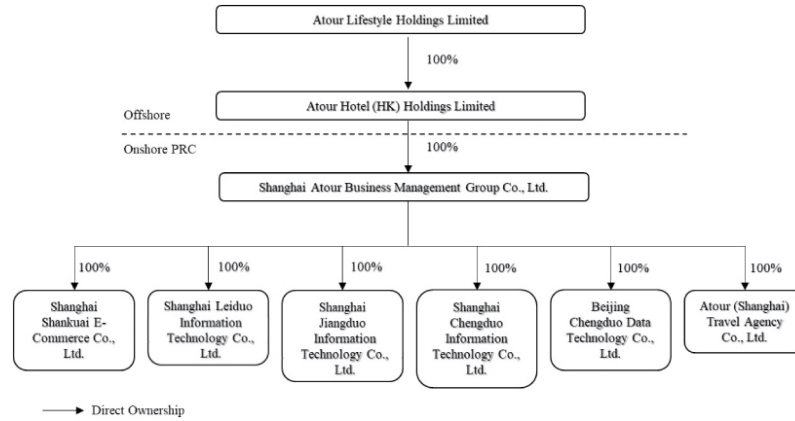 Atour Lifestyle Holdings Limited
100%
Atour Hotel (HK) Holdings Limited
Offshore
Onshore PRC
100%
Shanghai Atour Business Management Group Co., Ltd.
100%
100%
100%
100%
100%
100%
Shanghai
Shankuai E-
Commerce Co.,
Ltd.
Shanghai Leiduo
Information
Technology Co.,
Ltd.
Shanghai
Jiangduo
Information
Technology Co.,
Ltd.
Shanghai
Chengduo
Information
Technology Co.,
Ltd.
Beijing
Chengduo Data
Technology Co.,
Ltd.
Atour (Shanghai)
Travel Agency
Co., Ltd.
Direct Ownership